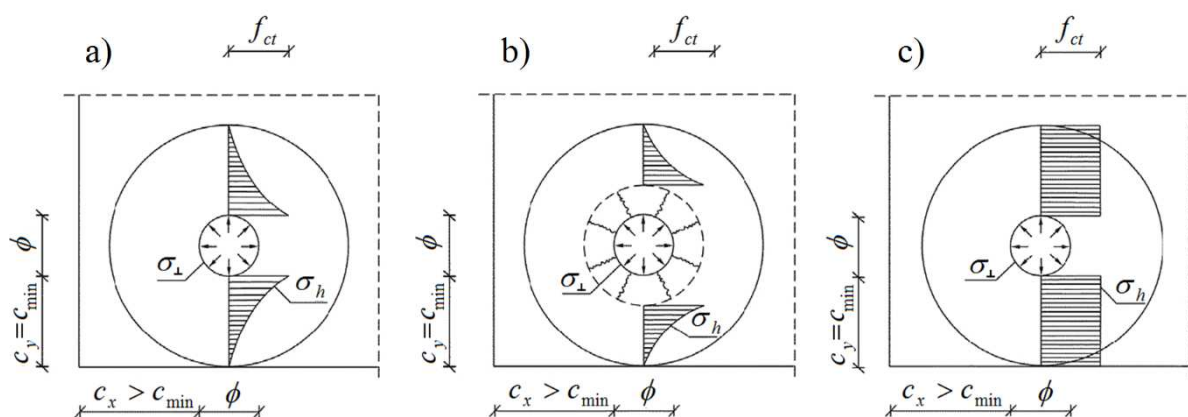 a)
f_ct
ϕ
c_y = c_min
σ_⊥
σ_h
c_x > c_min
ϕ
b)
f_ct
ϕ
c_y = c_min
σ_⊥
σ_h
c_x > c_min
ϕ
c)
f_ct
ϕ
c_y = c_min
σ_⊥
σ_h
c_x > c_min
ϕ